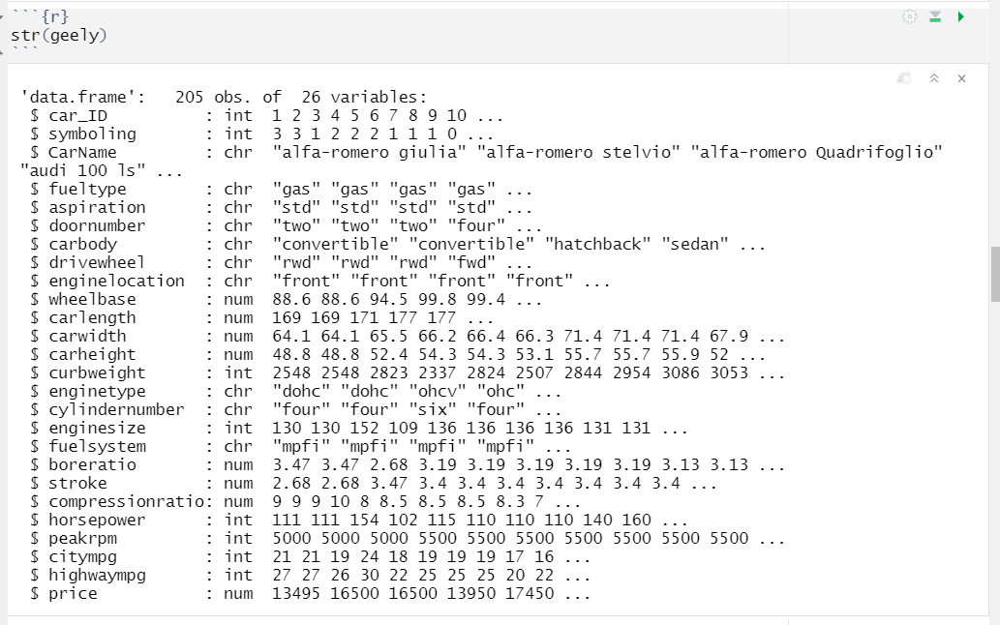 ```{r}
str(geely)
```
'data.frame':   205 obs. of  26 variables:
 $ car_ID          : int  1 2 3 4 5 6 7 8 9 10 ...
 $ symboling       : int  3 3 1 2 2 2 1 1 1 0 ...
 $ CarName         : chr  "alfa-romero giulia" "alfa-romero stelvio" "alfa-romero Quadrifoglio"
"audi 100 ls" ...
 $ fueltype        : chr  "gas" "gas" "gas" "gas" ...
 $ aspiration      : chr  "std" "std" "std" "std" ...
 $ doornumber      : chr  "two" "two" "two" "four" ...
 $ carbody         : chr  "convertible" "convertible" "hatchback" "sedan" ...
 $ drivewheel      : chr  "rwd" "rwd" "rwd" "fwd" ...
 $ enginelocation  : chr  "front" "front" "front" "front" ...
 $ wheelbase       : num  88.6 88.6 94.5 99.8 99.4 ...
 $ carlength       : num  169 169 171 177 177 ...
 $ carwidth        : num  64.1 64.1 65.5 66.2 66.4 66.3 71.4 71.4 71.4 67.9 ...
 $ carheight       : num  48.8 48.8 52.4 54.3 54.3 53.1 55.7 55.7 55.9 52 ...
 $ curbweight      : int  2548 2548 2823 2337 2824 2507 2844 2954 3086 3053 ...
 $ enginetype      : chr  "dohc" "dohc" "ohcv" "ohc" ...
 $ cylindernumber  : chr  "four" "four" "six" "four" ...
 $ enginesize      : int  130 130 152 109 136 136 136 136 131 131 ...
 $ fuelsystem      : chr  "mpfi" "mpfi" "mpfi" "mpfi" ...
 $ boreratio       : num  3.47 3.47 2.68 3.19 3.19 3.19 3.19 3.19 3.13 3.13 ...
 $ stroke          : num  2.68 2.68 3.47 3.4 3.4 3.4 3.4 3.4 3.4 3.4 ...
 $ compressionratio: num  9 9 9 10 8 8.5 8.5 8.5 8.3 7 ...
 $ horsepower      : int  111 111 154 102 115 110 110 110 140 160 ...
 $ peakrpm         : int  5000 5000 5000 5500 5500 5500 5500 5500 5500 5500 ...
 $ citympg         : int  21 21 19 24 18 19 19 19 17 16 ...
 $ highwaympg      : int  27 27 26 30 22 25 25 25 20 22 ...
 $ price           : num  13495 16500 16500 13950 17450 ...